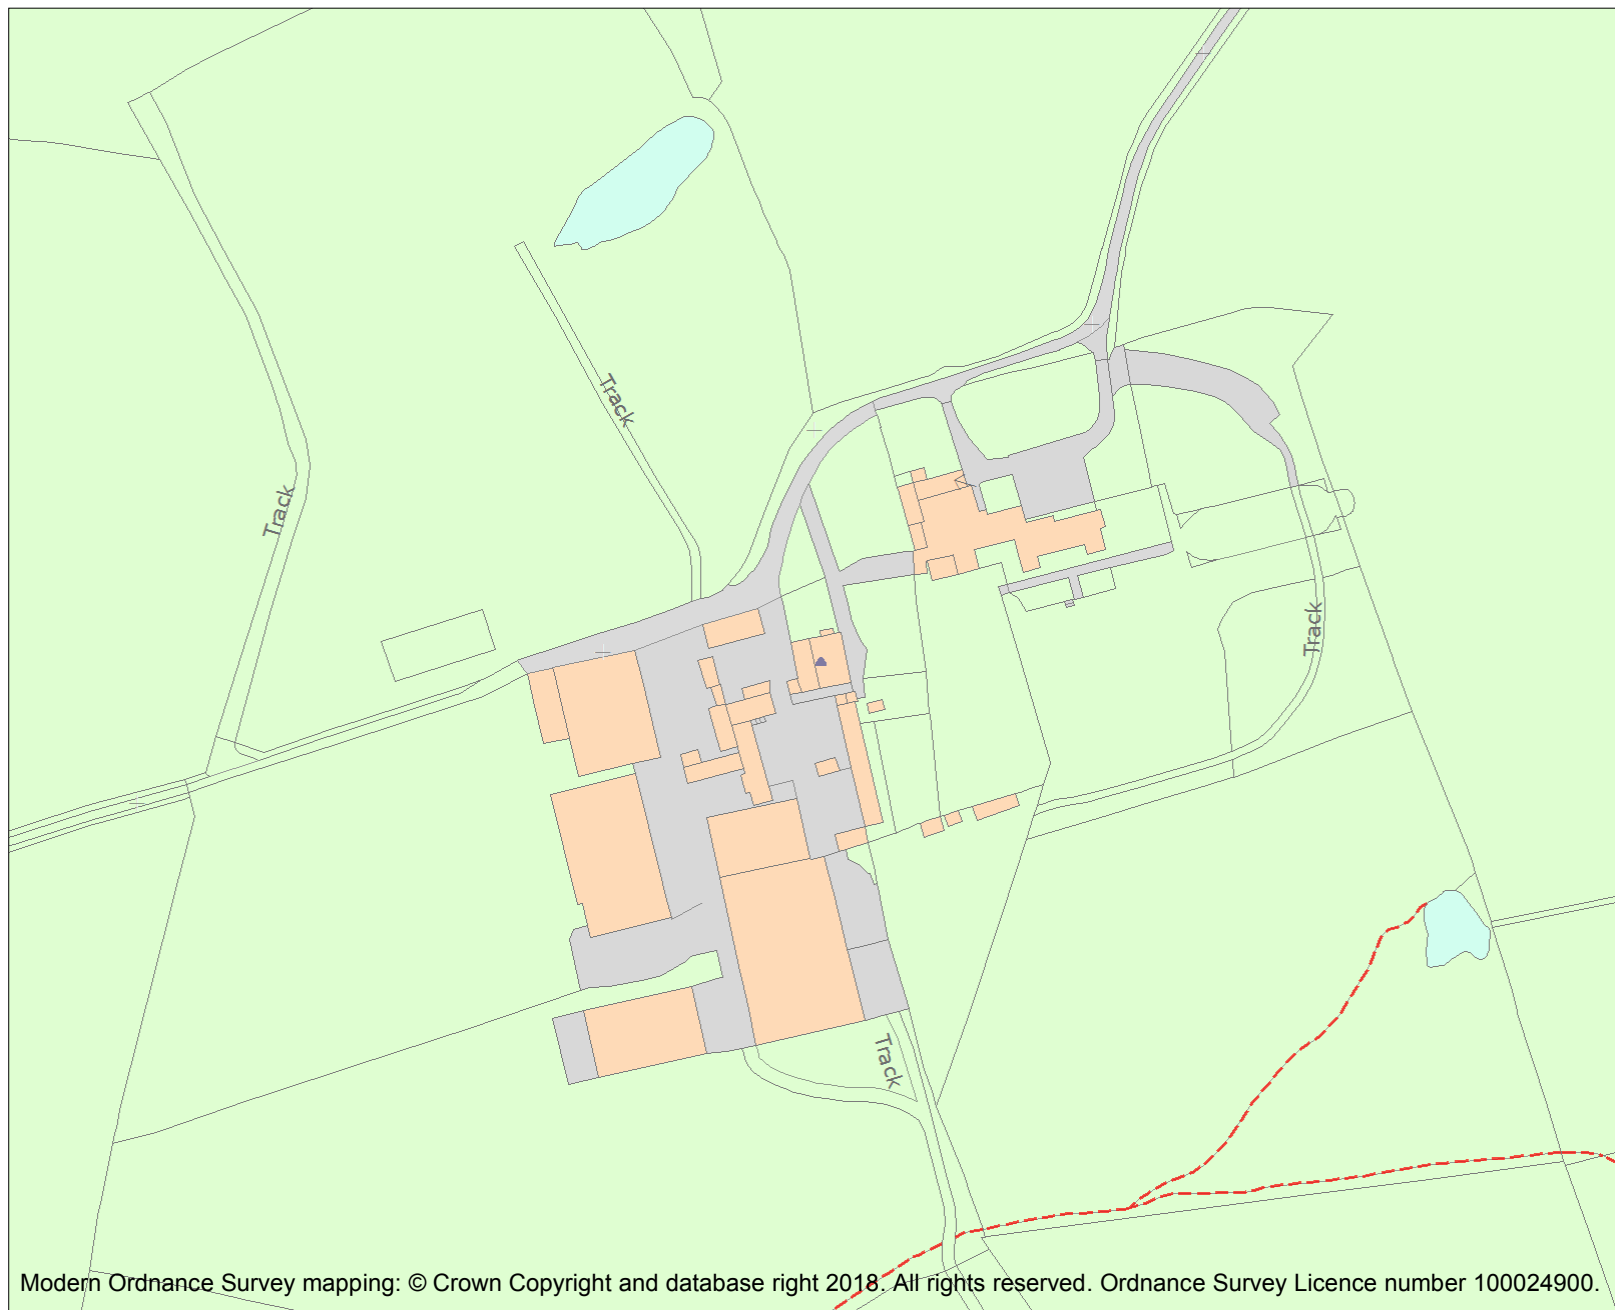 Track
Track
Track
Track
Modern Ordnance Survey mapping: © Crown Copyright and database right 2018. All rights reserved. Ordnance Survey Licence number 100024900.